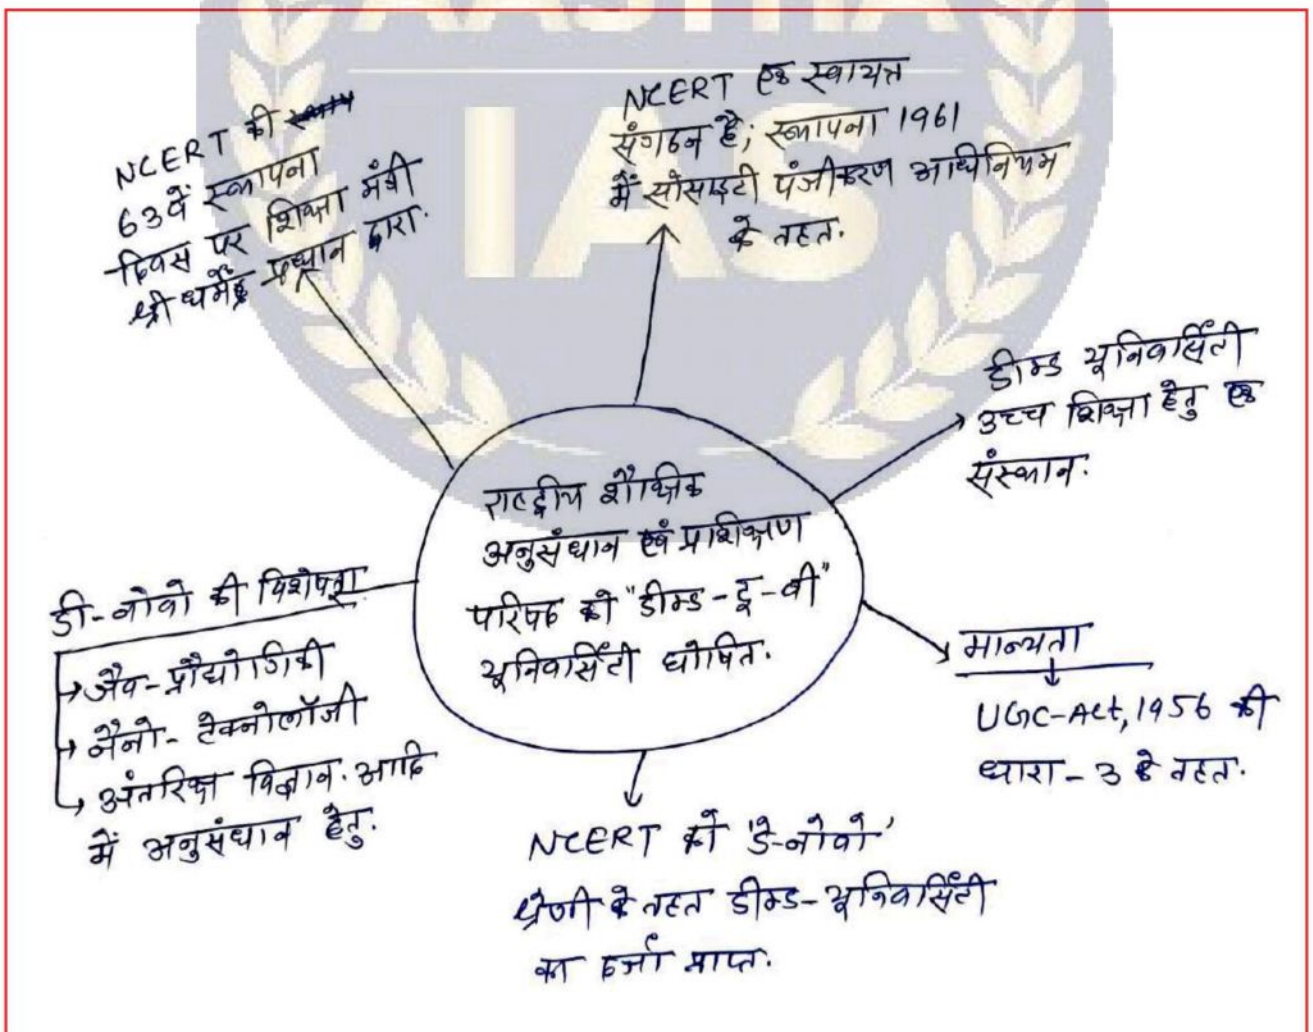 AASTHA
IAS
NCERT की
63वें स्थापना
दिवस पर शिक्षा मंत्री
श्री धर्मेंद्र प्रधान द्वारा.
NCERT एक स्वायत्त
संगठन है; स्थापना 1961
में सोसाइटी पंजीकरण अधिनियम
के तहत.
डीम्ड यूनिवर्सिटी
उच्च शिक्षा हेतु एक
संस्थान.
राष्ट्रीय शैक्षिक
अनुसंधान एवं प्रशिक्षण
परिषद को "डीम्ड-टू-बी"
यूनिवर्सिटी घोषित.
डी-नोवो की विशेषता
जैव-प्रौद्योगिकी
नैनो-टेक्नोलॉजी
अंतरिक्ष विज्ञान. आदि
में अनुसंधान हेतु.
मान्यता
UGC-Act, 1956 की
धारा-3 के तहत.
NCERT को 'डे-नोवो'
श्रेणी के तहत डीम्ड-यूनिवर्सिटी
का दर्जा प्राप्त.